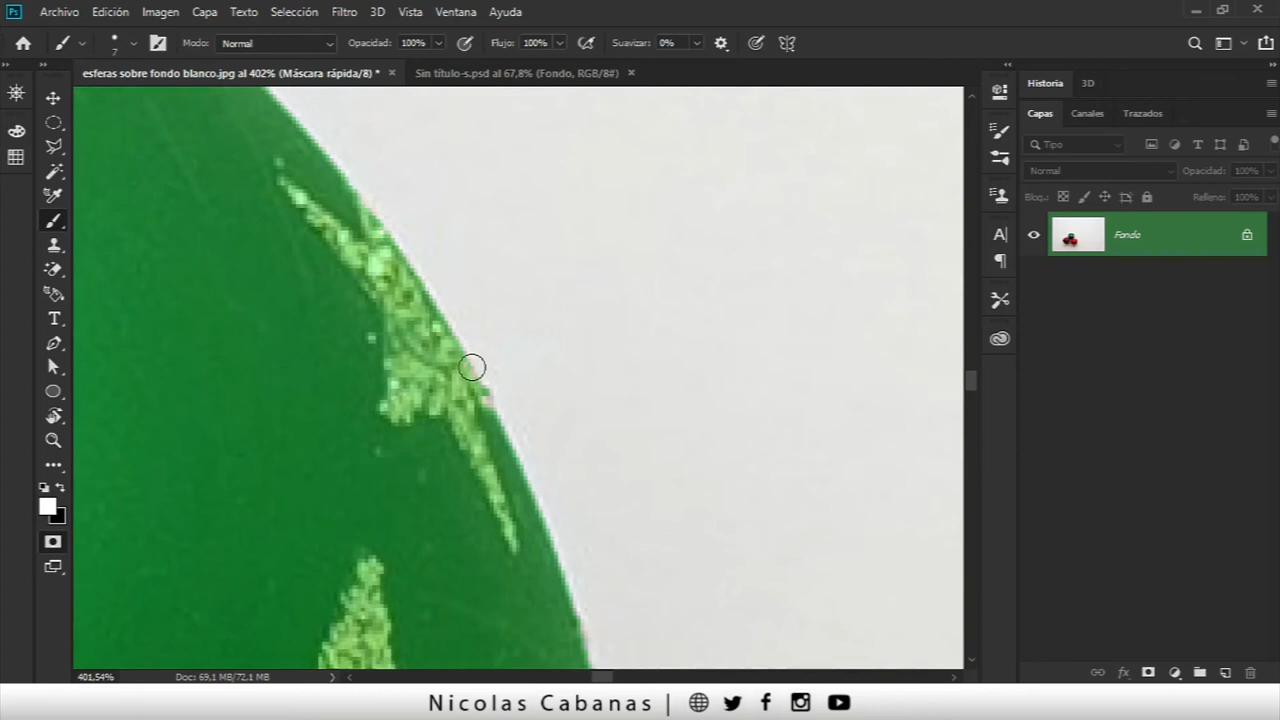 Ps Archivo Edición Imagen Capa Texto Selección Filtro 3D Vista Ventana Ayuda
7 Modo: Normal Opacidad: 100% Flujo: 100% Suavizar: 0%
esferas sobre fondo blanco.jpg al 402% (Máscara rápida/8) * × Sin título-s.psd al 67,8% (Fondo, RGB/8#) ×
Historia 3D
Capas Canales Trazados
Tipo
Normal Opacidad: 100%
Bloq.: Relleno: 100%
Fondo
401,54% Doc: 69,1 MB/72,1 MB
Nicolas Cabanas |